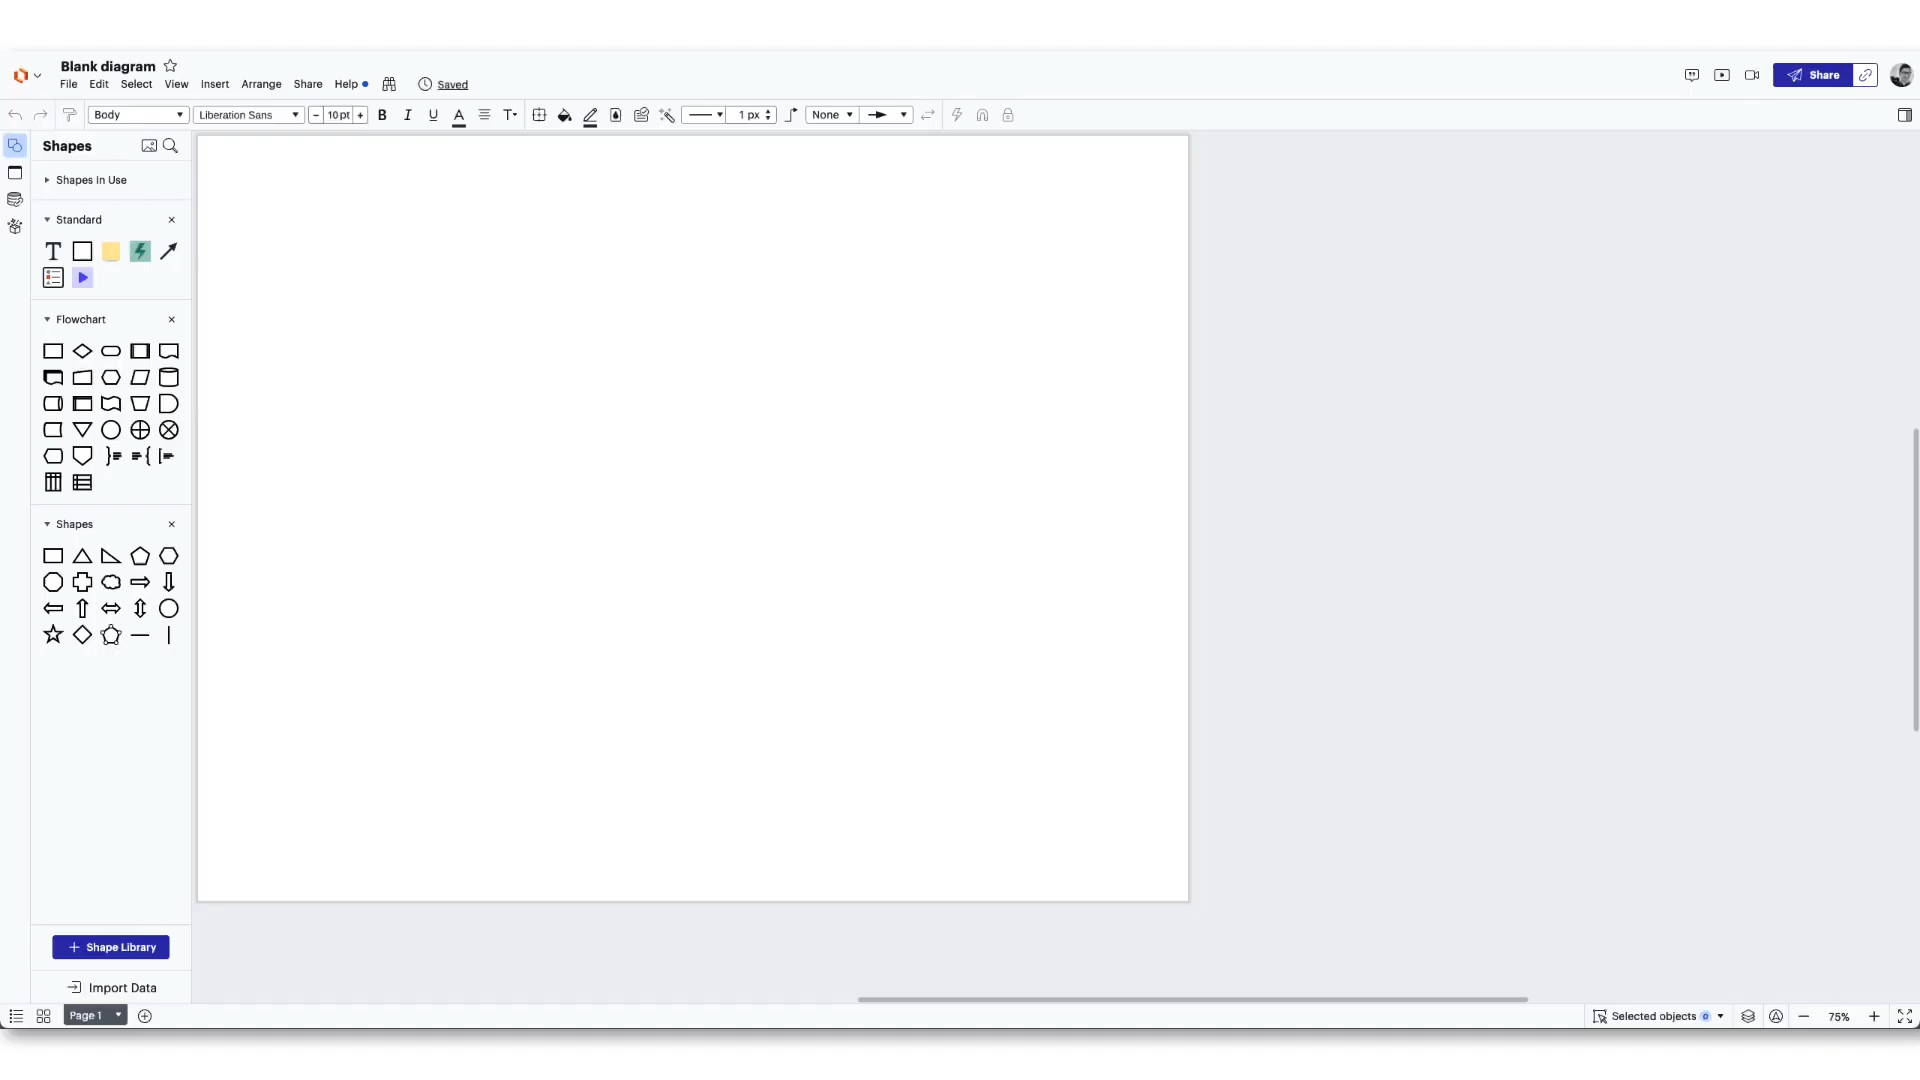 Blank diagram
File Edit Select View Insert Arrange Share Help Saved
Share
Body Liberation Sans − 10 pt + B I U A T 1 px None
Shapes
Shapes In Use
Standard
T
Flowchart
Shapes
+ Shape Library
Import Data
Page 1
Selected objects 0
− 75% +